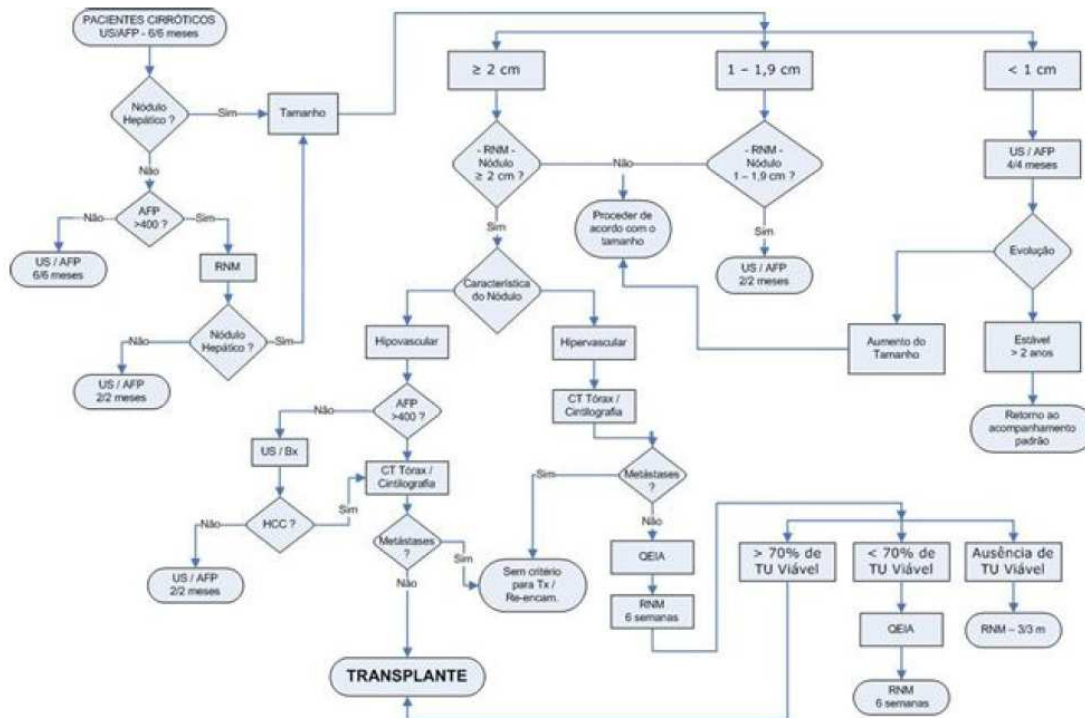 PACIENTES CIRRÓTICOS
US/AFP - 6/6 meses
Nódulo
Hepático ?
Sim
Tamanho
Não
AFP
>400 ?
Não
Sim
US / AFP
6/6 meses
RNM
Nódulo
Hepático ?
Não
Sim
US / AFP
2/2 meses
≥ 2 cm
1 – 1,9 cm
< 1 cm
- RNM -
Nódulo
≥ 2 cm ?
Não
- RNM -
Nódulo
1 – 1,9 cm ?
US / AFP
4/4 meses
Proceder de
acordo com o
tamanho
Sim
Sim
US / AFP
2/2 meses
Evolução
Característica
do Nódulo
Aumento do
Tamanho
Estável
> 2 anos
Retorno ao
acompanhamento
padrão
Hipovascular
Hipervascular
AFP
>400 ?
Não
CT Tórax /
Cintilografia
US / Bx
CT Tórax /
Cintilografia
Metástases
?
Sim
Não
HCC ?
Sim
Não
US / AFP
2/2 meses
Metástases
?
Sim
Não
Sem critério
para Tx /
Re-encam.
QEIA
RNM
6 semanas
> 70% de
TU Viável
< 70% de
TU Viável
Ausência de
TU Viável
QEIA
RNM – 3/3 m
RNM
6 semanas
TRANSPLANTE